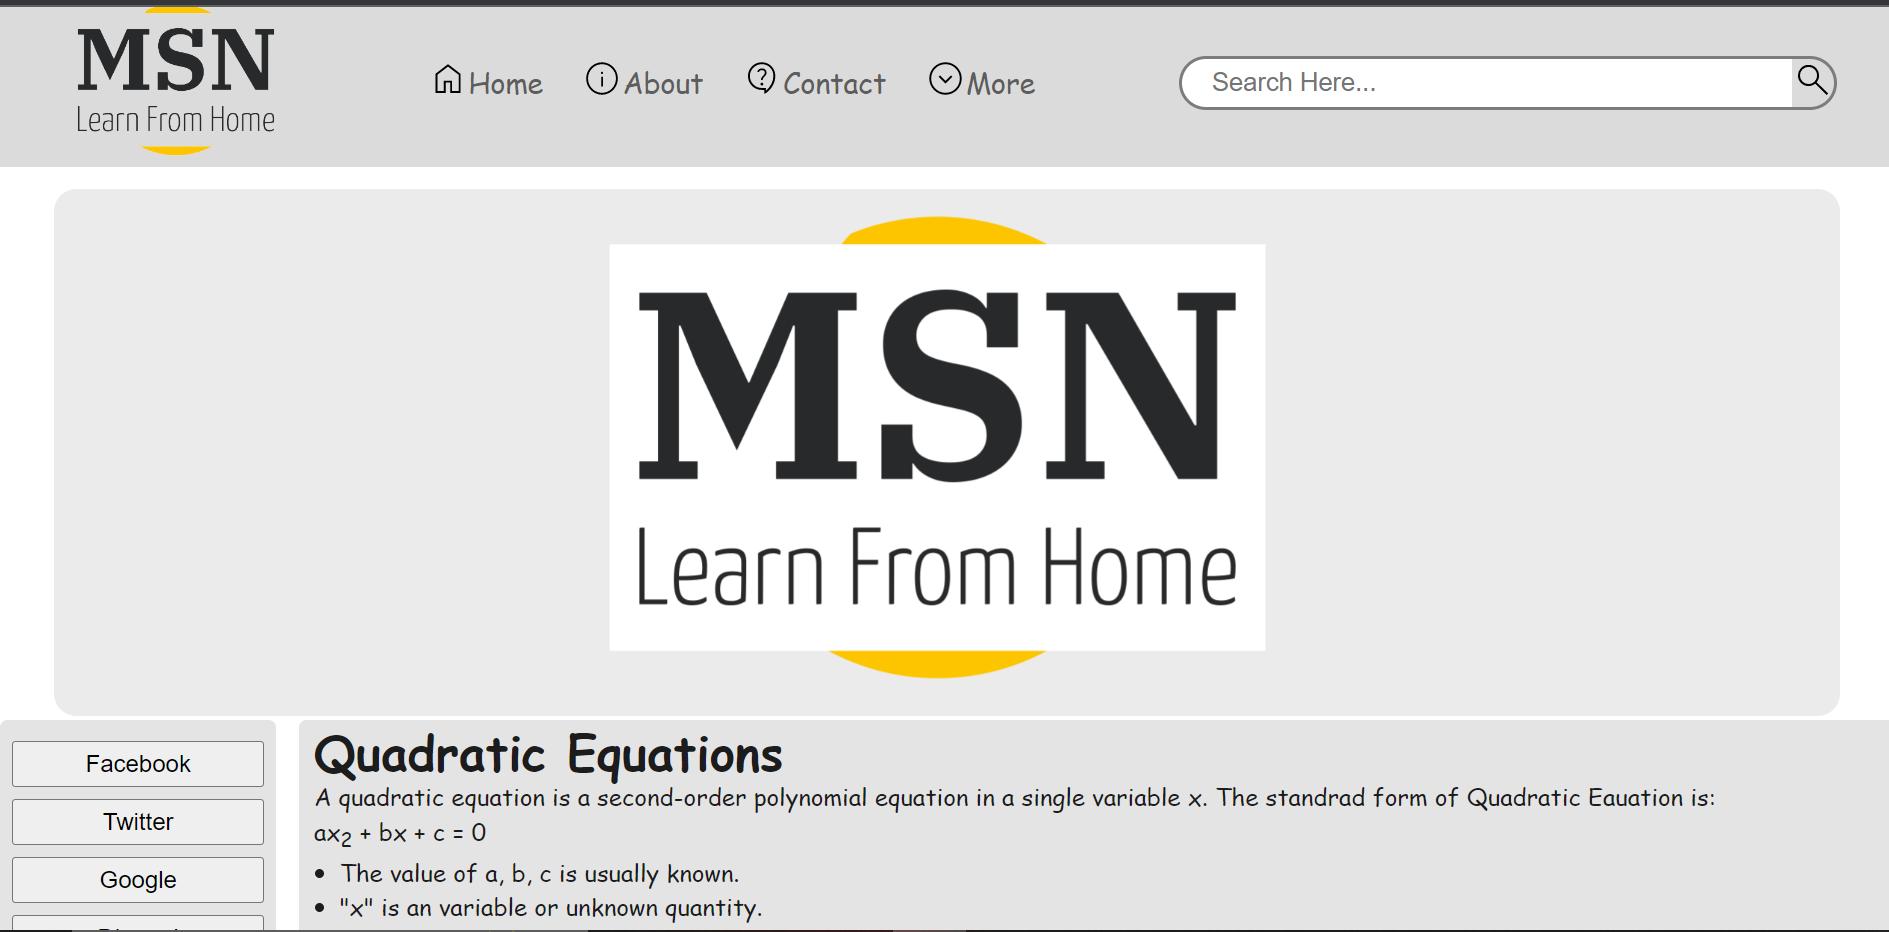 MSN
Learn From Home
Home
About
Contact
More
Search Here...
MSN
Learn From Home
Facebook
Twitter
Google
Quadratic Equations
A quadratic equation is a second-order polynomial equation in a single variable x. The standrad form of Quadratic Eauation is:
ax₂ + bx + c = 0
• The value of a, b, c is usually known.
• "x" is an variable or unknown quantity.